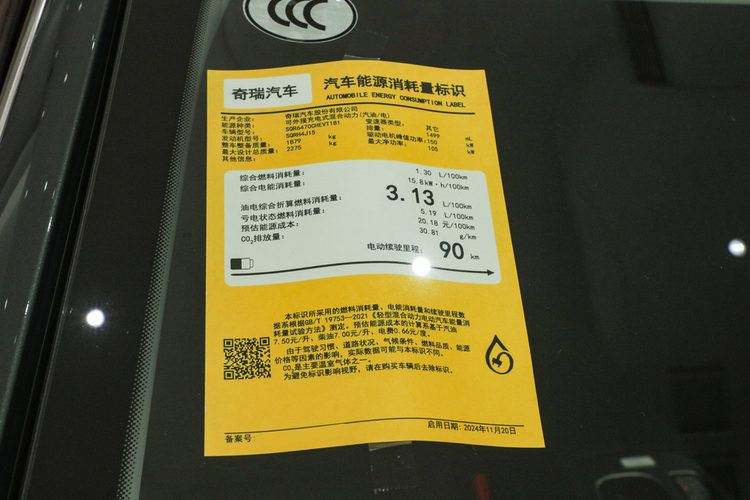 奇瑞汽车
汽车能源消耗量标识
AUTOMOBILE ENERGY CONSUMPTION LABEL
生产企业: 奇瑞汽车股份有限公司
能源种类: 可外接充电式混合动力(汽油/电)
车辆型号: SQR6470CHEVT181 变速器类型: 其它
发动机型号: SQRH4J15 排量: 1499 mL
整车整备质量: 1879 kg 驱动电机峰值功率: 150 kW
最大设计总质量: 2275 kg 最大净功率: 105 kW
其他信息:
综合燃料消耗量: 1.30 L/100km
综合电能消耗量: 15.8 kW·h/100km
油电综合折算燃料消耗量: 3.13 L/100km
亏电状态燃料消耗量: 5.19 L/100km
预估能源成本: 20.18 元/100km
CO2排放量: 30.81 g/km
电动续驶里程: 90 km
本标识所采用的燃料消耗量、电能消耗量和续驶里程数
据系根据GB/T 19753—2021《轻型混合动力电动汽车能量消
耗量试验方法》测定。预估能源成本的计算系基于汽油
7.50元/升、柴油7.00元/升、电费0.66元/度。
由于驾驶习惯、道路状况、气候条件、燃料品质、能源
价格等因素的影响,实际数据可能与本标识不同。
CO2是主要温室气体之一。
为避免标识影响视野,请在购买车辆后去除标识。
备案号:
启用日期: 2024年11月20日